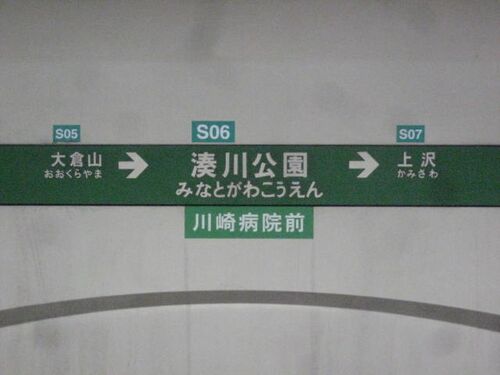 S05
大倉山
おおくらやま
S06
湊川公園
みなとがわこうえん
川崎病院前
S07
上沢
かみさわ